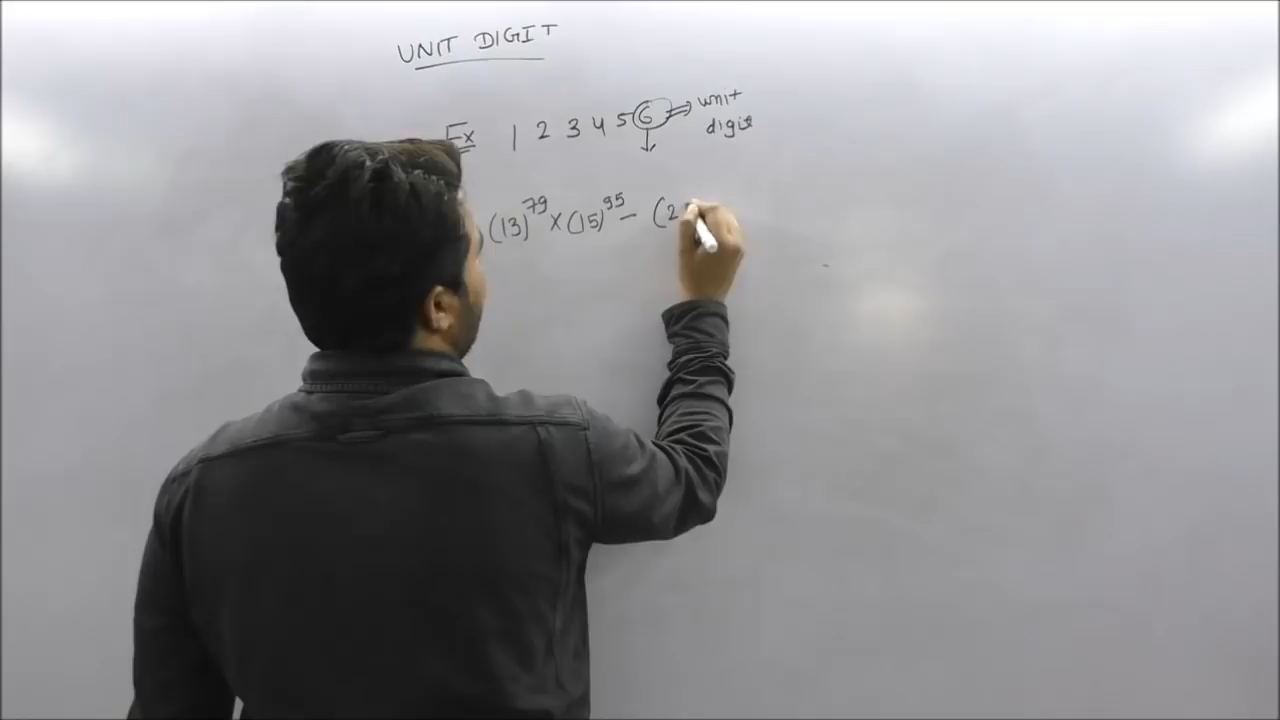 UNIT DIGIT
Ex 1 2 3 4 5 6 ⇒ unit
digit
(13)^79 × (15)^95 - (2